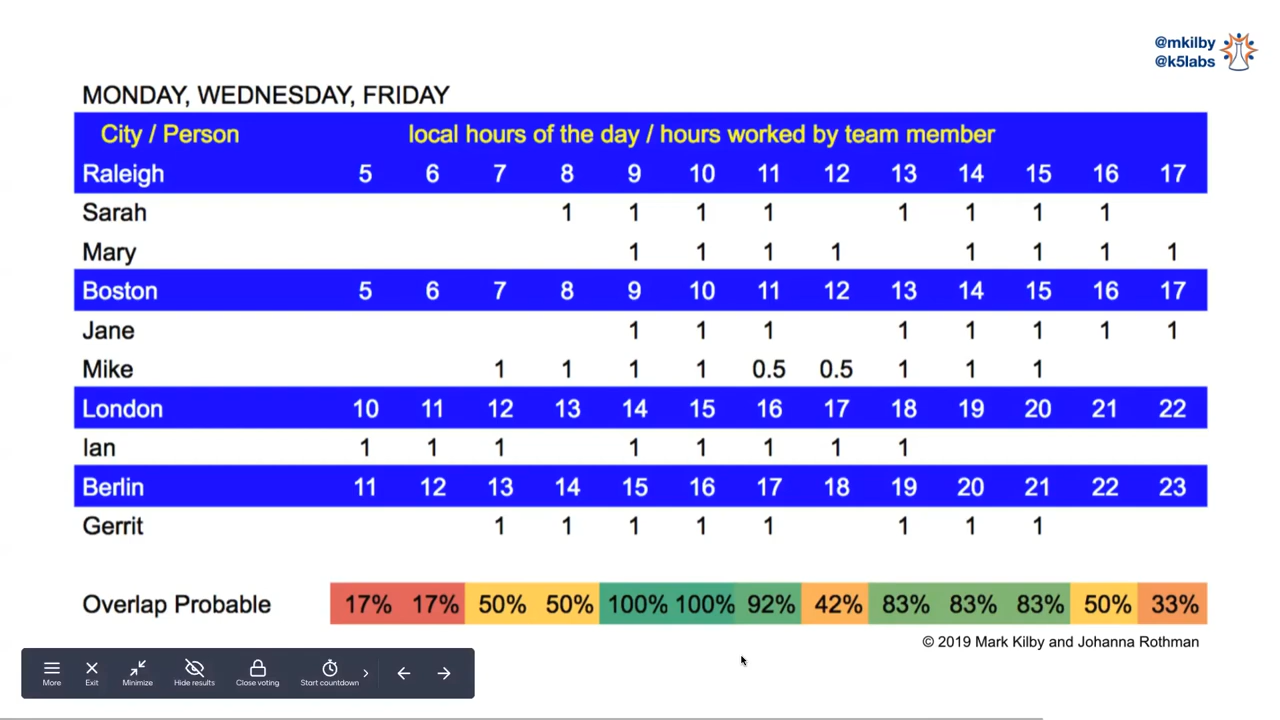 @mkilby
@k5labs
MONDAY, WEDNESDAY, FRIDAY
City / Person local hours of the day / hours worked by team member
Raleigh 5 6 7 8 9 10 11 12 13 14 15 16 17
Sarah 1 1 1 1 1 1 1 1
Mary 1 1 1 1 1 1 1 1
Boston 5 6 7 8 9 10 11 12 13 14 15 16 17
Jane 1 1 1 1 1 1 1 1
Mike 1 1 1 1 0.5 0.5 1 1 1
London 10 11 12 13 14 15 16 17 18 19 20 21 22
Ian 1 1 1 1 1 1 1 1
Berlin 11 12 13 14 15 16 17 18 19 20 21 22 23
Gerrit 1 1 1 1 1 1 1 1
Overlap Probable 17% 17% 50% 50% 100% 100% 92% 42% 83% 83% 83% 50% 33%
© 2019 Mark Kilby and Johanna Rothman
More Exit Minimize Hide results Close voting Start countdown